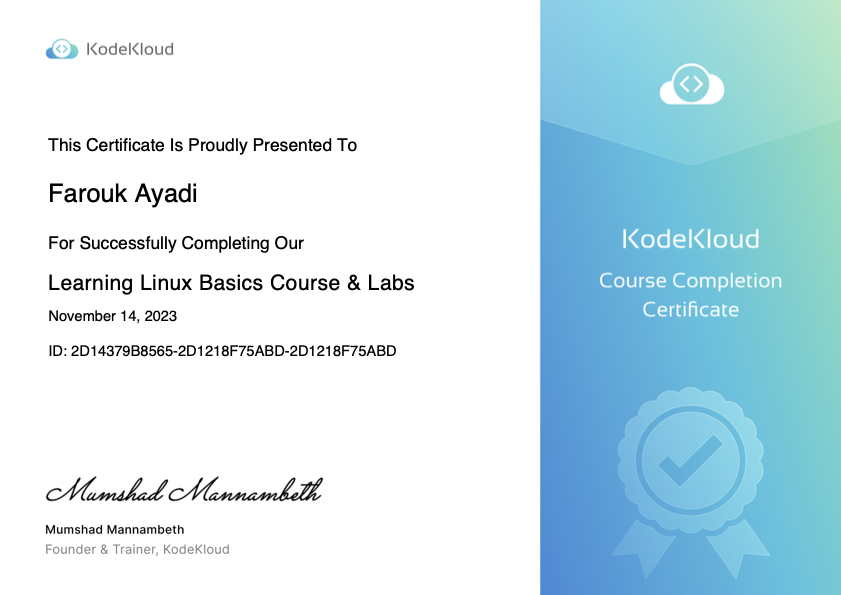 KodeKloud
This Certificate Is Proudly Presented To
Farouk Ayadi
For Successfully Completing Our
Learning Linux Basics Course & Labs
November 14, 2023
ID: 2D14379B8565-2D1218F75ABD-2D1218F75ABD
Mumshad Mannambeth
Mumshad Mannambeth
Founder & Trainer, KodeKloud
KodeKloud
Course Completion
Certificate